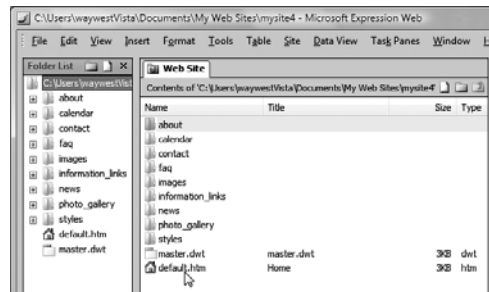 C:\Users\waywestVista\Documents\My Web Sites\mysite4 - Microsoft Expression Web
File Edit View Insert Format Tools Table Site Data View Task Panes Window
Folder List
C:\Users\waywestVist
about
calendar
contact
faq
images
information_links
news
photo_gallery
styles
default.htm
master.dwt
Web Site
Contents of 'C:\Users\waywestVista\Documents\My Web Sites\mysite4'
Name Title Size Type
about
calendar
contact
faq
images
information_links
news
photo_gallery
styles
master.dwt master.dwt 3KB dwt
default.htm Home 3KB htm